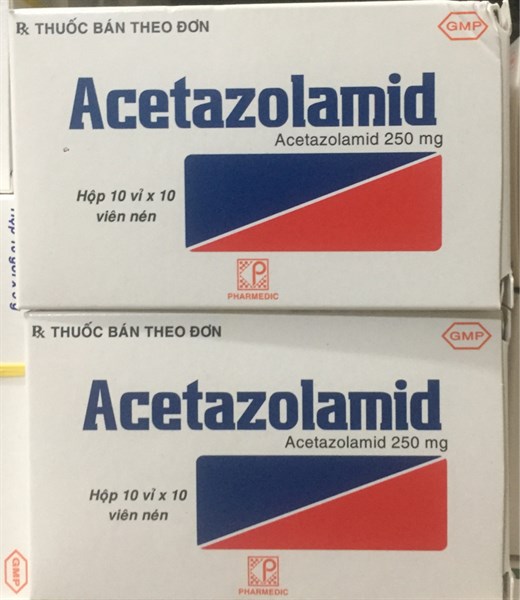 ℞ THUỐC BÁN THEO ĐƠN
GMP
Acetazolamid
Acetazolamid 250 mg
Hộp 10 vỉ x 10
viên nén
PHARMEDIC
℞ THUỐC BÁN THEO ĐƠN
GMP
Acetazolamid
Acetazolamid 250 mg
Hộp 10 vỉ x 10
viên nén
PHARMEDIC
GMP